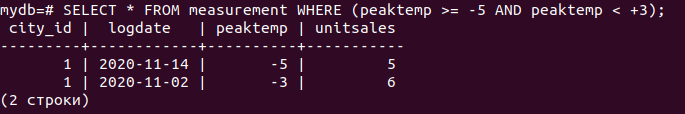 mydb=# SELECT * FROM measurement WHERE (peaktemp >= -5 AND peaktemp < +3);
 city_id |  logdate   | peaktemp | unitsales
---------+------------+----------+-----------
       1 | 2020-11-14 |       -5 |         5
       1 | 2020-11-02 |       -3 |         6
(2 строки)